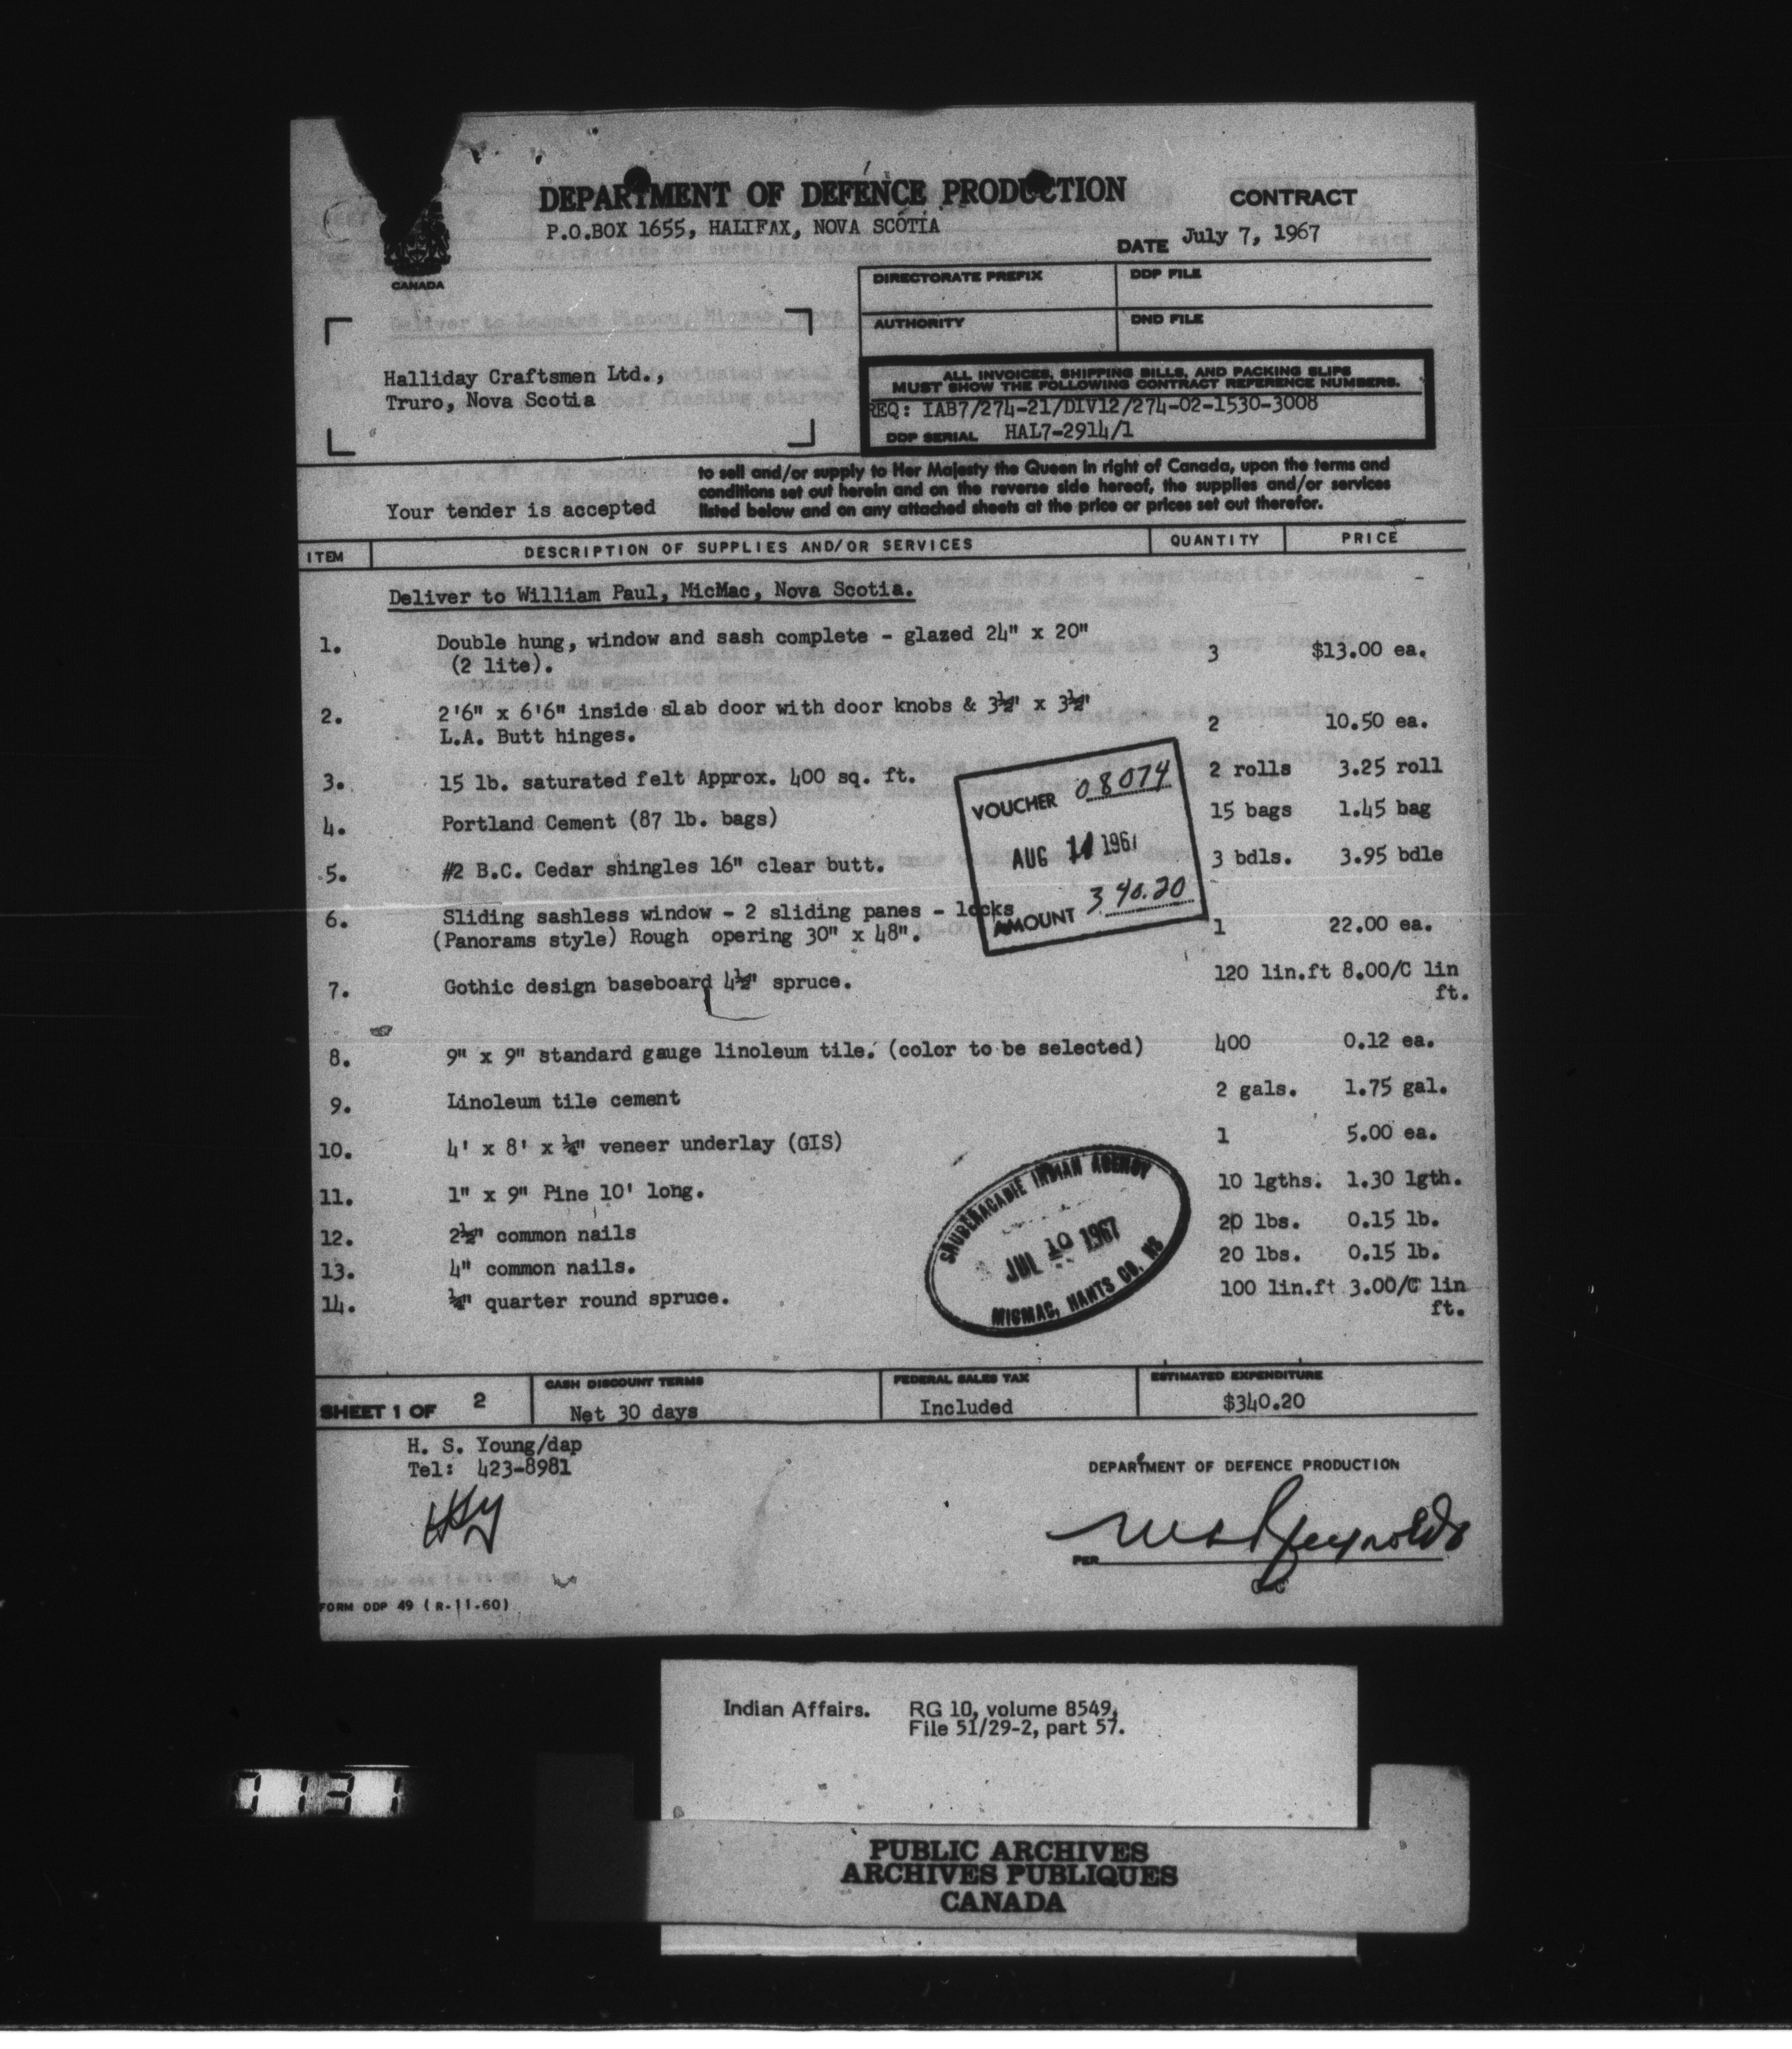 DEPARTMENT OF DEFENCE PRODUCTION
P.O.BOX 1655, HALIFAX, NOVA SCOTIA
CONTRACT
DATE July 7, 1967
CANADA
DIRECTORATE PREFIX
DDP FILE
AUTHORITY
DND FILE
Halliday Craftsmen Ltd.,
Truro, Nova Scotia
ALL INVOICES, SHIPPING BILLS, AND PACKING SLIPS
MUST SHOW THE FOLLOWING CONTRACT REFERENCE NUMBERS.
REQ: IAB7/274-21/DIV12/274-02-1530-3008
DDP SERIAL HAL7-2914/1
Your tender is accepted
to sell and/or supply to Her Majesty the Queen in right of Canada, upon the terms and
conditions set out herein and on the reverse side hereof, the supplies and/or services
listed below and on any attached sheets at the price or prices set out therefor.
ITEM DESCRIPTION OF SUPPLIES AND/OR SERVICES QUANTITY PRICE
Deliver to William Paul, MicMac, Nova Scotia.
1. Double hung, window and sash complete - glazed 24" x 20"
(2 lite). 3 $13.00 ea.
2. 2'6" x 6'6" inside slab door with door knobs & 3½" x 3½"
L.A. Butt hinges. 2 10.50 ea.
3. 15 lb. saturated felt Approx. 400 sq. ft. 2 rolls 3.25 roll
4. Portland Cement (87 lb. bags) 15 bags 1.45 bag
5. #2 B.C. Cedar shingles 16" clear butt. 3 bdls. 3.95 bdle
6. Sliding sashless window - 2 sliding panes - locks
(Panorams style) Rough opering 30" x 48". 1 22.00 ea.
7. Gothic design baseboard 4½" spruce. 120 lin.ft 8.00/C lin
ft.
8. 9" x 9" standard gauge linoleum tile. (color to be selected) 400 0.12 ea.
9. Linoleum tile cement 2 gals. 1.75 gal.
10. 4' x 8' x ¼" veneer underlay (GIS) 1 5.00 ea.
11. 1" x 9" Pine 10' long. 10 lgths. 1.30 lgth.
12. 2½" common nails 20 lbs. 0.15 lb.
13. 4" common nails. 20 lbs. 0.15 lb.
14. ¼" quarter round spruce. 100 lin.ft 3.00/C lin
ft.
VOUCHER 08074
AUG 10 1967
AMOUNT 340.20
SHUBENACADIE INDIAN AGENCY
JUL 10 1967
MICMAC, HANTS CO. NS
SHEET 1 OF 2
CASH DISCOUNT TERMS
Net 30 days
FEDERAL SALES TAX
Included
ESTIMATED EXPENDITURE
$340.20
H. S. Young/dap
Tel: 423-8981
HSY
DEPARTMENT OF DEFENCE PRODUCTION
PER
FORM DDP 49 (R-11-60)
Indian Affairs. RG 10, volume 8549,
File 51/29-2, part 57.
0131
PUBLIC ARCHIVES
ARCHIVES PUBLIQUES
CANADA